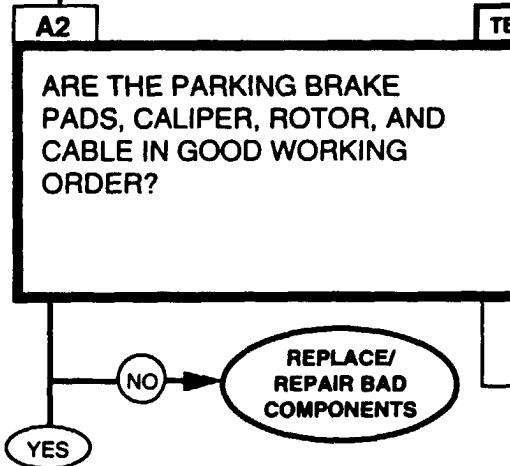 A2
TE
ARE THE PARKING BRAKE
PADS, CALIPER, ROTOR, AND
CABLE IN GOOD WORKING
ORDER?
NO
REPLACE/
REPAIR BAD
COMPONENTS
YES